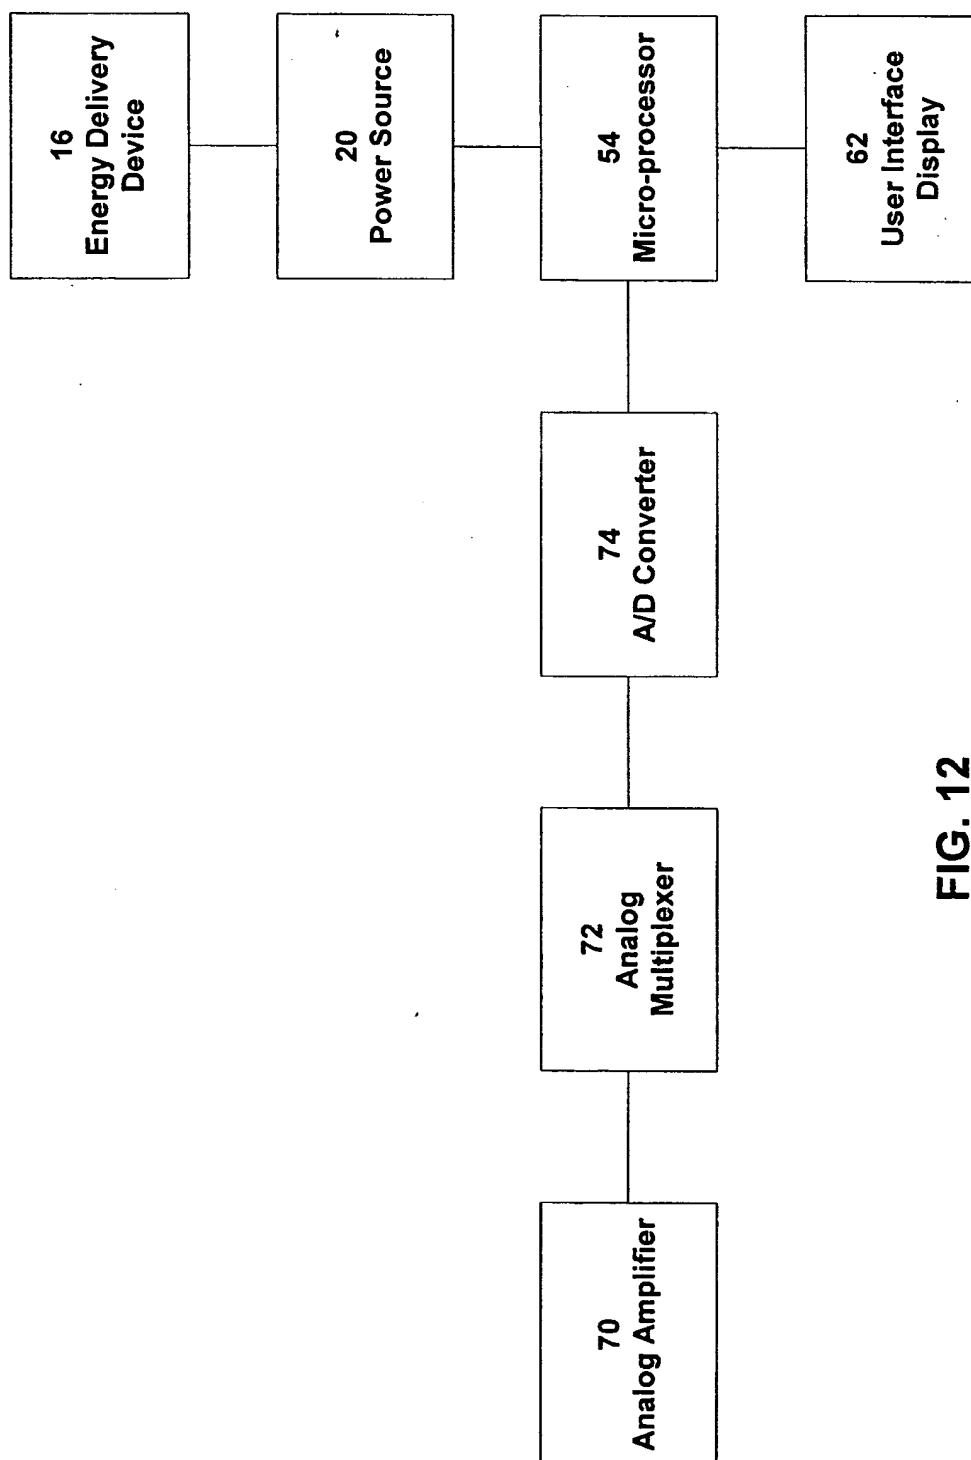 16
Energy Delivery
Device
20
Power Source
70
Analog Amplifier
72
Analog
Multiplexer
74
A/D Converter
54
Micro-processor
62
User Interface
Display
FIG. 12